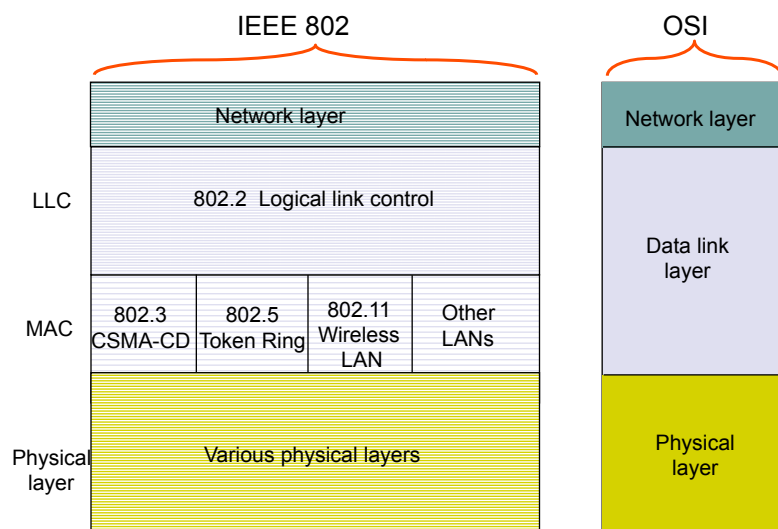 IEEE 802
OSI
Network layer
Network layer
LLC
802.2  Logical link control
Data link
layer
MAC
802.3
CSMA-CD
802.5
Token Ring
802.11
Wireless
LAN
Other
LANs
Physical
layer
Various physical layers
Physical
layer